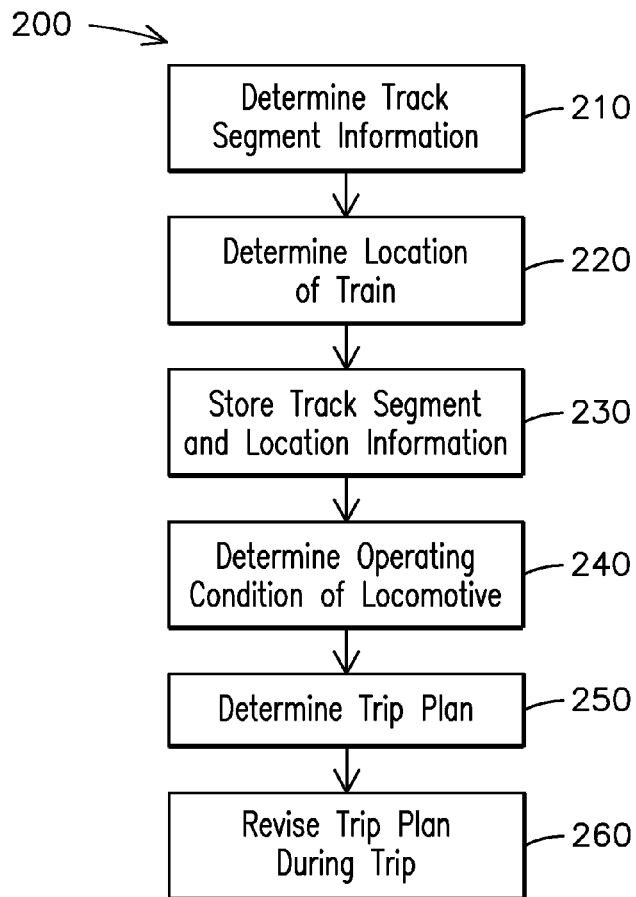 200
Determine Track
Segment Information
210
Determine Location
of Train
220
Store Track Segment
and Location Information
230
Determine Operating
Condition of Locomotive
240
Determine Trip Plan
250
Revise Trip Plan
During Trip
260